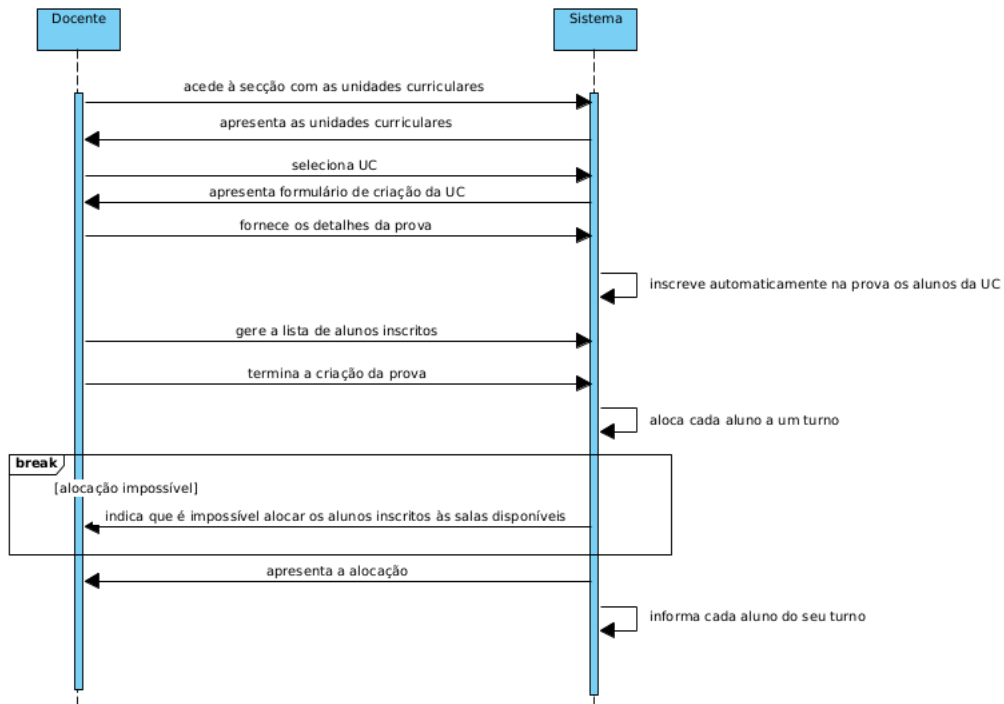 Docente
Sistema
acede à secção com as unidades curriculares
apresenta as unidades curriculares
seleciona UC
apresenta formulário de criação da UC
fornece os detalhes da prova
inscreve automaticamente na prova os alunos da UC
gere a lista de alunos inscritos
termina a criação da prova
aloca cada aluno a um turno
break
[alocação impossível]
indica que é impossível alocar os alunos inscritos às salas disponíveis
apresenta a alocação
informa cada aluno do seu turno